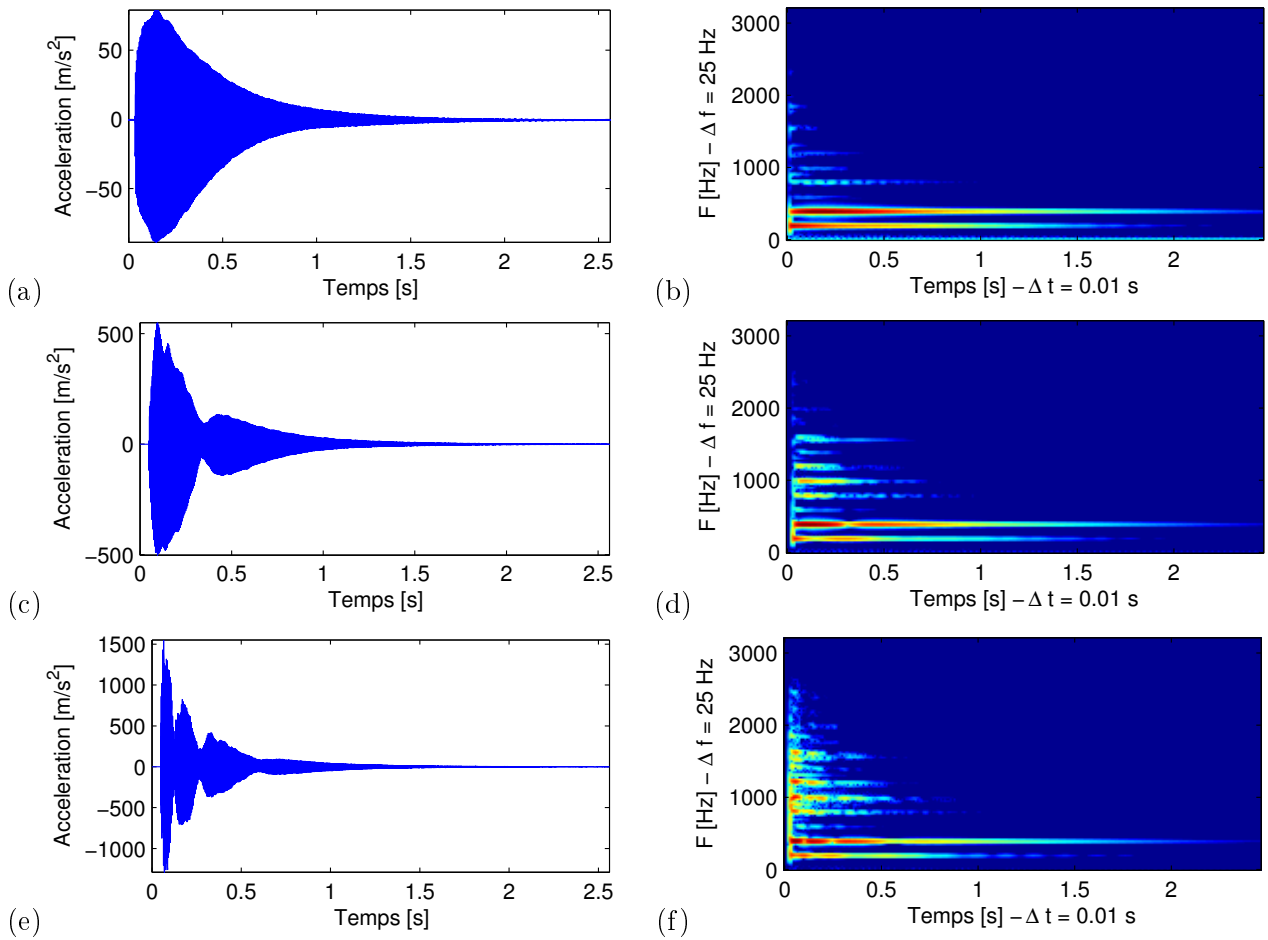 50
0
−50
Acceleration [m/s²]
0 0.5 1 1.5 2 2.5
Temps [s]
(a)
3000
2000
1000
0
F [Hz] − Δ f = 25 Hz
0 0.5 1 1.5 2
Temps [s] − Δ t = 0.01 s
(b)
500
0
−500
Acceleration [m/s²]
0 0.5 1 1.5 2 2.5
Temps [s]
(c)
3000
2000
1000
0
F [Hz] − Δ f = 25 Hz
0 0.5 1 1.5 2
Temps [s] − Δ t = 0.01 s
(d)
1500
1000
500
0
−500
−1000
Acceleration [m/s²]
0 0.5 1 1.5 2 2.5
Temps [s]
(e)
3000
2000
1000
0
F [Hz] − Δ f = 25 Hz
0 0.5 1 1.5 2
Temps [s] − Δ t = 0.01 s
(f)